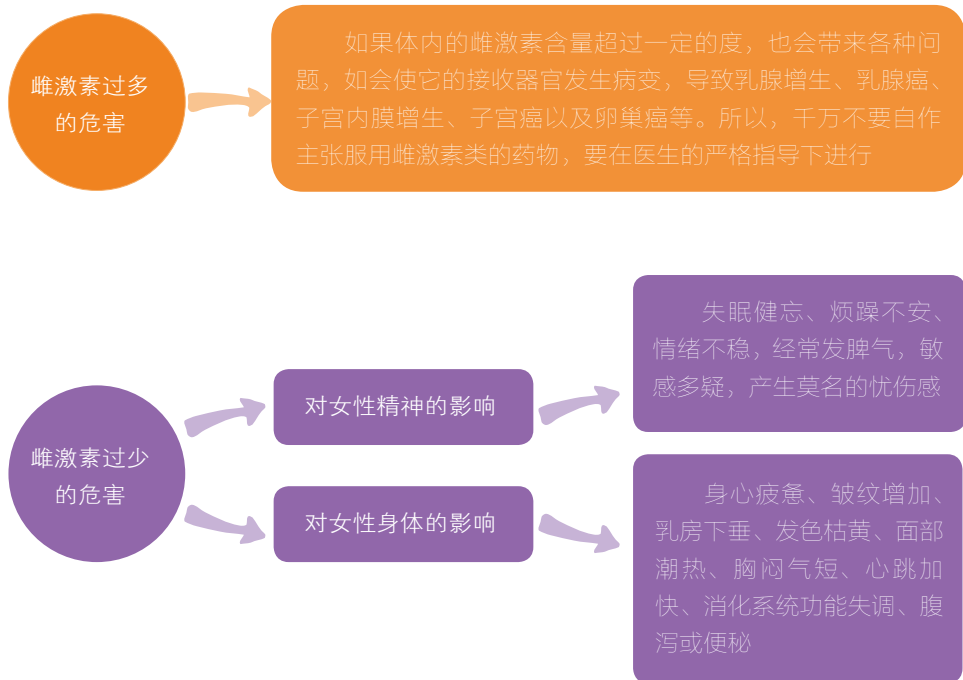 雌激素过多
的危害
如果体内的雌激素含量超过一定的度，也会带来各种问
题，如会使它的接收器官发生病变，导致乳腺增生、乳腺癌、
子宫内膜增生、子宫癌以及卵巢癌等。所以，千万不要自作
主张服用雌激素类的药物，要在医生的严格指导下进行
雌激素过少
的危害
对女性精神的影响
失眠健忘、烦躁不安、
情绪不稳，经常发脾气，敏
感多疑，产生莫名的忧伤感
对女性身体的影响
身心疲惫、皱纹增加、
乳房下垂、发色枯黄、面部
潮热、胸闷气短、心跳加
快、消化系统功能失调、腹
泻或便秘